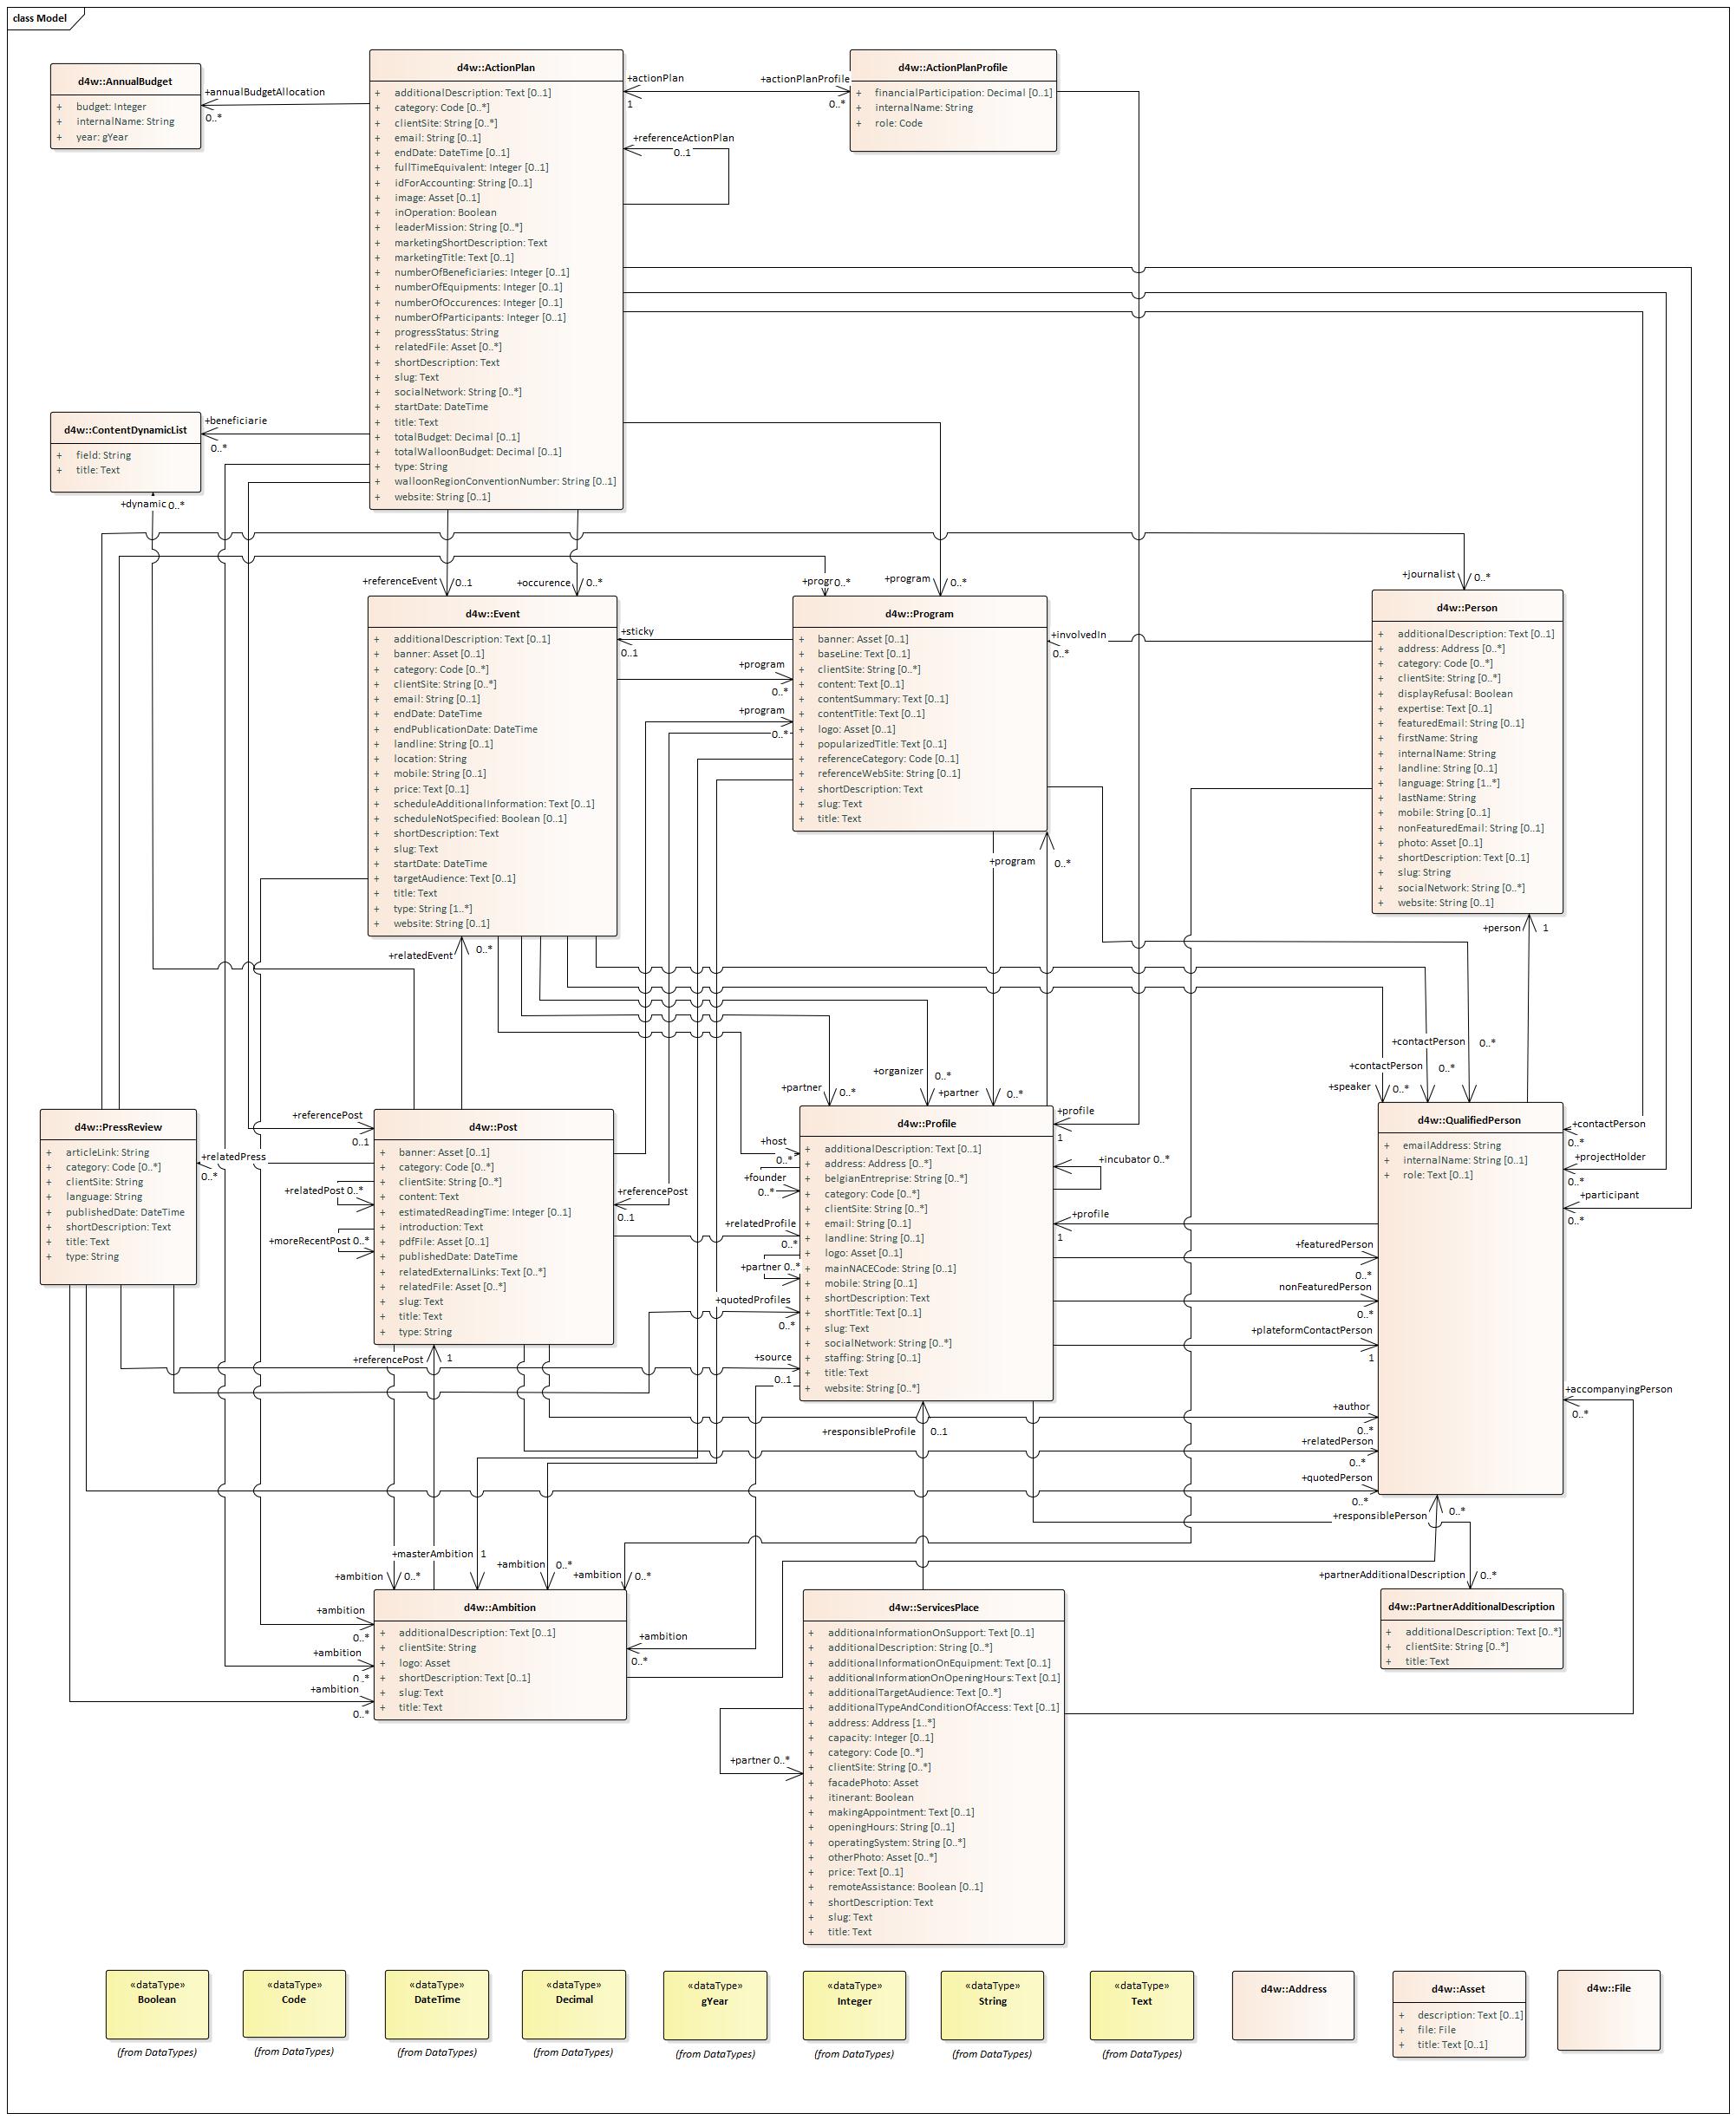 class Model
d4w::AnnualBudget
+ budget: Integer
+ internalName: String
+ year: gYear
+annualBudgetAllocation
0..*
d4w::ActionPlan
+ additionalDescription: Text [0..1]
+ category: Code [0..*]
+ clientSite: String [0..*]
+ email: String [0..1]
+ endDate: DateTime [0..1]
+ fullTimeEquivalent: Integer [0..1]
+ idForAccounting: String [0..1]
+ image: Asset [0..1]
+ inOperation: Boolean
+ leaderMission: String [0..*]
+ marketingShortDescription: Text
+ marketingTitle: Text [0..1]
+ numberOfBeneficiaries: Integer [0..1]
+ numberOfEquipments: Integer [0..1]
+ numberOfOccurences: Integer [0..1]
+ numberOfParticipants: Integer [0..1]
+ progressStatus: String
+ relatedFile: Asset [0..*]
+ shortDescription: Text
+ slug: Text
+ socialNetwork: String [0..*]
+ startDate: DateTime
+ title: Text
+ totalBudget: Decimal [0..1]
+ totalWalloonBudget: Decimal [0..1]
+ type: String
+ walloonRegionConventionNumber: String [0..1]
+ website: String [0..1]
+actionPlan
1
+actionPlanProfile
0..*
+referenceActionPlan
0..1
d4w::ActionPlanProfile
+ financialParticipation: Decimal [0..1]
+ internalName: String
+ role: Code
d4w::ContentDynamicList
+ field: String
+ title: Text
+beneficiarie
0..*
+dynamic 0..*
+referenceEvent 0..1
+occurence 0..*
+progr 0..*
+program 0..*
+journalist 0..*
d4w::Event
+ additionalDescription: Text [0..1]
+ banner: Asset [0..1]
+ category: Code [0..*]
+ clientSite: String [0..*]
+ email: String [0..1]
+ endDate: DateTime
+ endPublicationDate: DateTime
+ landline: String [0..1]
+ location: String
+ mobile: String [0..1]
+ price: Text [0..1]
+ scheduleAdditionalInformation: Text [0..1]
+ scheduleNotSpecified: Boolean [0..1]
+ shortDescription: Text
+ slug: Text
+ startDate: DateTime
+ targetAudience: Text [0..1]
+ title: Text
+ type: String [1..*]
+ website: String [0..1]
+sticky
0..1
+program
0..*
+program
0..*
d4w::Program
+ banner: Asset [0..1]
+ baseLine: Text [0..1]
+ clientSite: String [0..*]
+ content: Text [0..1]
+ contentSummary: Text [0..1]
+ contentTitle: Text [0..1]
+ logo: Asset [0..1]
+ popularizedTitle: Text [0..1]
+ referenceCategory: Code [0..1]
+ referenceWebSite: String [0..1]
+ shortDescription: Text
+ slug: Text
+ title: Text
+program 0..*
+involvedIn
0..*
d4w::Person
+ additionalDescription: Text [0..1]
+ address: Address [0..*]
+ category: Code [0..*]
+ clientSite: String [0..*]
+ displayRefusal: Boolean
+ expertise: Text [0..1]
+ featuredEmail: String [0..1]
+ firstName: String
+ internalName: String
+ landline: String [0..1]
+ language: String [1..*]
+ lastName: String
+ mobile: String [0..1]
+ nonFeaturedEmail: String [0..1]
+ photo: Asset [0..1]
+ shortDescription: Text [0..1]
+ slug: String
+ socialNetwork: String [0..*]
+ website: String [0..1]
+person 1
+relatedEvent 0..*
+contactPerson 0..*
+contactPerson 0..*
+speaker 0..*
+partner 0..*
+organizer 0..*
+partner 0..*
d4w::PressReview
+ articleLink: String
+ category: Code [0..*]
+ clientSite: String
+ language: String
+ publishedDate: DateTime
+ shortDescription: Text
+ title: Text
+ type: String
+referencePost
0..1
+relatedPress
0..*
+relatedPost 0..*
+moreRecentPost 0..*
d4w::Post
+ banner: Asset [0..1]
+ category: Code [0..*]
+ clientSite: String [0..*]
+ content: Text
+ estimatedReadingTime: Integer [0..1]
+ introduction: Text
+ pdfFile: Asset [0..1]
+ publishedDate: DateTime
+ relatedExternalLinks: Text [0..*]
+ relatedFile: Asset [0..*]
+ slug: Text
+ title: Text
+ type: String
+host
0..*
+founder
0..*
+referencePost
0..1
+relatedProfile
0..*
+partner 0..*
+quotedProfiles
0..*
+source
0..1
d4w::Profile
+ additionalDescription: Text [0..1]
+ address: Address [0..*]
+ belgianEntreprise: String [0..*]
+ category: Code [0..*]
+ clientSite: String [0..*]
+ email: String [0..1]
+ landline: String [0..1]
+ logo: Asset [0..1]
+ mainNACECode: String [0..1]
+ mobile: String [0..1]
+ shortDescription: Text
+ shortTitle: Text [0..1]
+ slug: Text
+ socialNetwork: String [0..*]
+ staffing: String [0..1]
+ title: Text
+ website: String [0..*]
+profile
1
+incubator 0..*
+profile
1
+featuredPerson
0..*
nonFeaturedPerson
0..*
+plateformContactPerson
1
+author
0..*
+relatedPerson
0..*
+quotedPerson
0..*
d4w::QualifiedPerson
+ emailAddress: String
+ internalName: String [0..1]
+ role: Text [0..1]
+contactPerson
0..*
+projectHolder
0..*
+participant
0..*
+accompanyingPerson
0..*
+referencePost 1
+responsibleProfile 0..1
+responsiblePerson 0..*
+masterAmbition 1
+ambition 0..*
+ambition 0..*
+ambition 0..*
+partnerAdditionalDescription 0..*
+ambition
0..*
+ambition
0..*
+ambition
0..*
d4w::Ambition
+ additionalDescription: Text [0..1]
+ clientSite: String
+ logo: Asset
+ shortDescription: Text [0..1]
+ slug: Text
+ title: Text
+ambition
0..*
d4w::ServicesPlace
+ additionaInformationOnSupport: Text [0..1]
+ additionalDescription: String [0..*]
+ additionalInformationOnEquipment: Text [0..1]
+ additionalInformationOnOpeningHours: Text [0.1]
+ additionalTargetAudience: Text [0..*]
+ additionalTypeAndConditionOfAccess: Text [0..1]
+ address: Address [1..*]
+ capacity: Integer [0..1]
+ category: Code [0..*]
+ clientSite: String [0..*]
+ facadePhoto: Asset
+ itinerant: Boolean
+ makingAppointment: Text [0..1]
+ openingHours: String [0..1]
+ operatingSystem: String [0..*]
+ otherPhoto: Asset [0..*]
+ price: Text [0..1]
+ remoteAssistance: Boolean [0..1]
+ shortDescription: Text
+ slug: Text
+ title: Text
+partner 0..*
d4w::PartnerAdditionalDescription
+ additionalDescription: Text [0..*]
+ clientSite: String [0..*]
+ title: Text
«dataType»
Boolean
(from DataTypes)
«dataType»
Code
(from DataTypes)
«dataType»
DateTime
(from DataTypes)
«dataType»
Decimal
(from DataTypes)
«dataType»
gYear
(from DataTypes)
«dataType»
Integer
(from DataTypes)
«dataType»
String
(from DataTypes)
«dataType»
Text
(from DataTypes)
d4w::Address
d4w::Asset
+ description: Text [0..1]
+ file: File
+ title: Text [0..1]
d4w::File